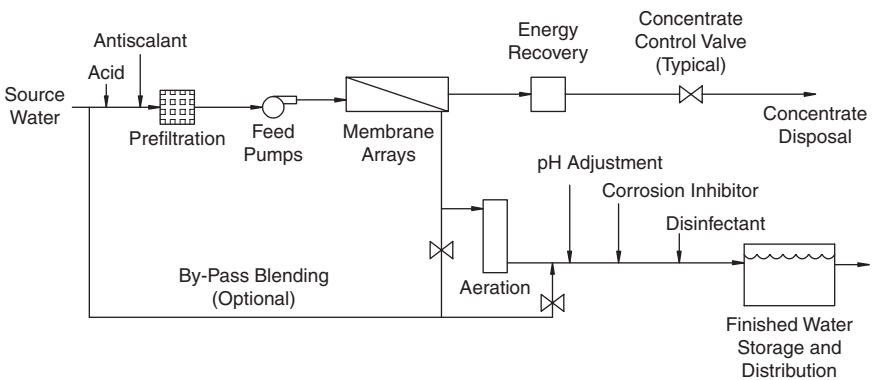 Antiscalant
Acid
Source
Water
Prefiltration
Feed
Pumps
Membrane
Arrays
Energy
Recovery
Concentrate
Control Valve
(Typical)
Concentrate
Disposal
pH Adjustment
Corrosion Inhibitor
Disinfectant
Aeration
By-Pass Blending
(Optional)
Finished Water
Storage and
Distribution